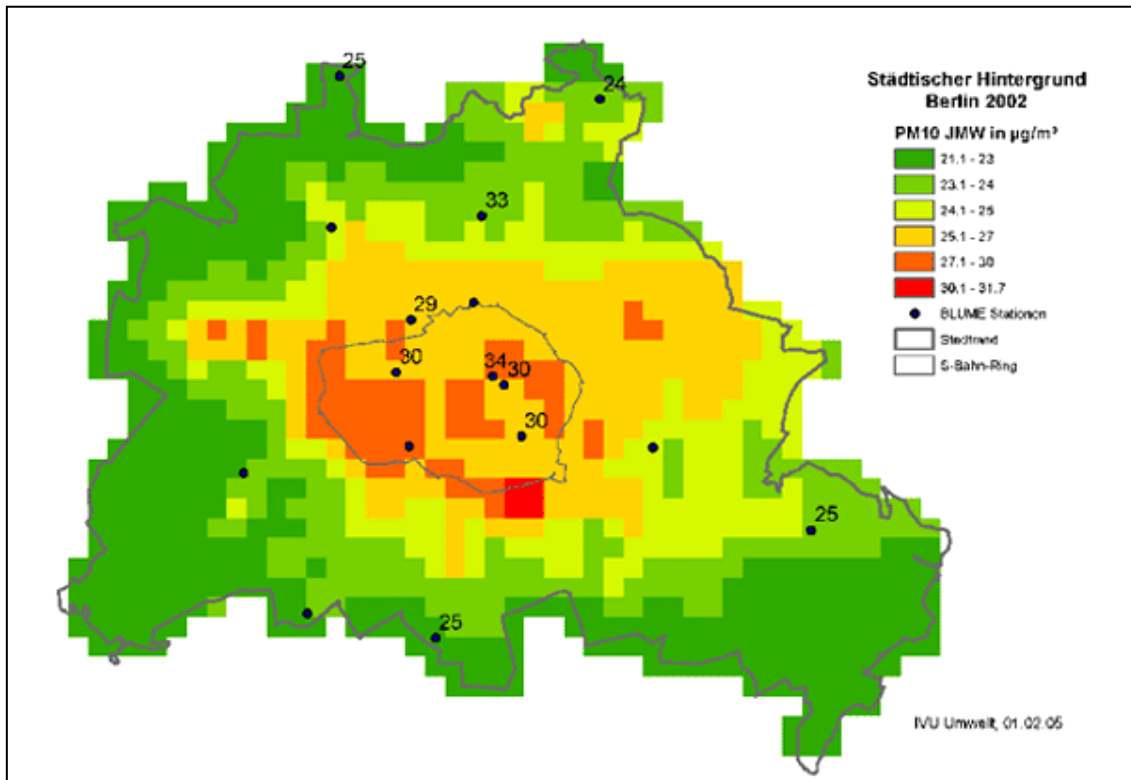 25
24
Städtischer Hintergrund
Berlin 2002
PM10 JMW in µg/m³
21.1 - 23
23.1 - 24
24.1 - 25
25.1 - 27
27.1 - 30
30.1 - 31.7
BLUME Stationen
Stadtrand
S-Bahn-Ring
33
29
30
34
30
30
25
25
IVU Umwelt, 01.02.05